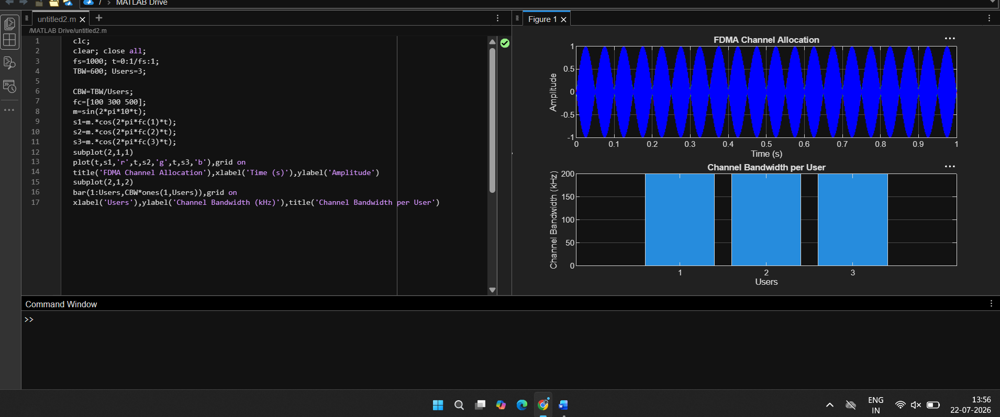 / > MATLAB Drive
untitled2.m
/MATLAB Drive/untitled2.m
1 clc;
2 clear; close all;
3 fs=1000; t=0:1/fs:1;
4 TBW=600; Users=3;
5
6 CBW=TBW/Users;
7 fc=[100 300 500];
8 m=sin(2*pi*10*t);
9 s1=m.*cos(2*pi*fc(1)*t);
10 s2=m.*cos(2*pi*fc(2)*t);
11 s3=m.*cos(2*pi*fc(3)*t);
12 subplot(2,1,1)
13 plot(t,s1,'r',t,s2,'g',t,s3,'b'),grid on
14 title('FDMA Channel Allocation'),xlabel('Time (s)'),ylabel('Amplitude')
15 subplot(2,1,2)
16 bar(1:Users,CBW*ones(1,Users)),grid on
17 xlabel('Users'),ylabel('Channel Bandwidth (kHz)'),title('Channel Bandwidth per User')
Figure 1
FDMA Channel Allocation
Amplitude
1
0.5
0
-0.5
-1
0 0.1 0.2 0.3 0.4 0.5 0.6 0.7 0.8 0.9 1
Time (s)
Channel Bandwidth per User
Channel Bandwidth (kHz)
200
150
100
50
0
1 2 3
Users
Command Window
>>
ENG
IN
13:56
22-07-2026